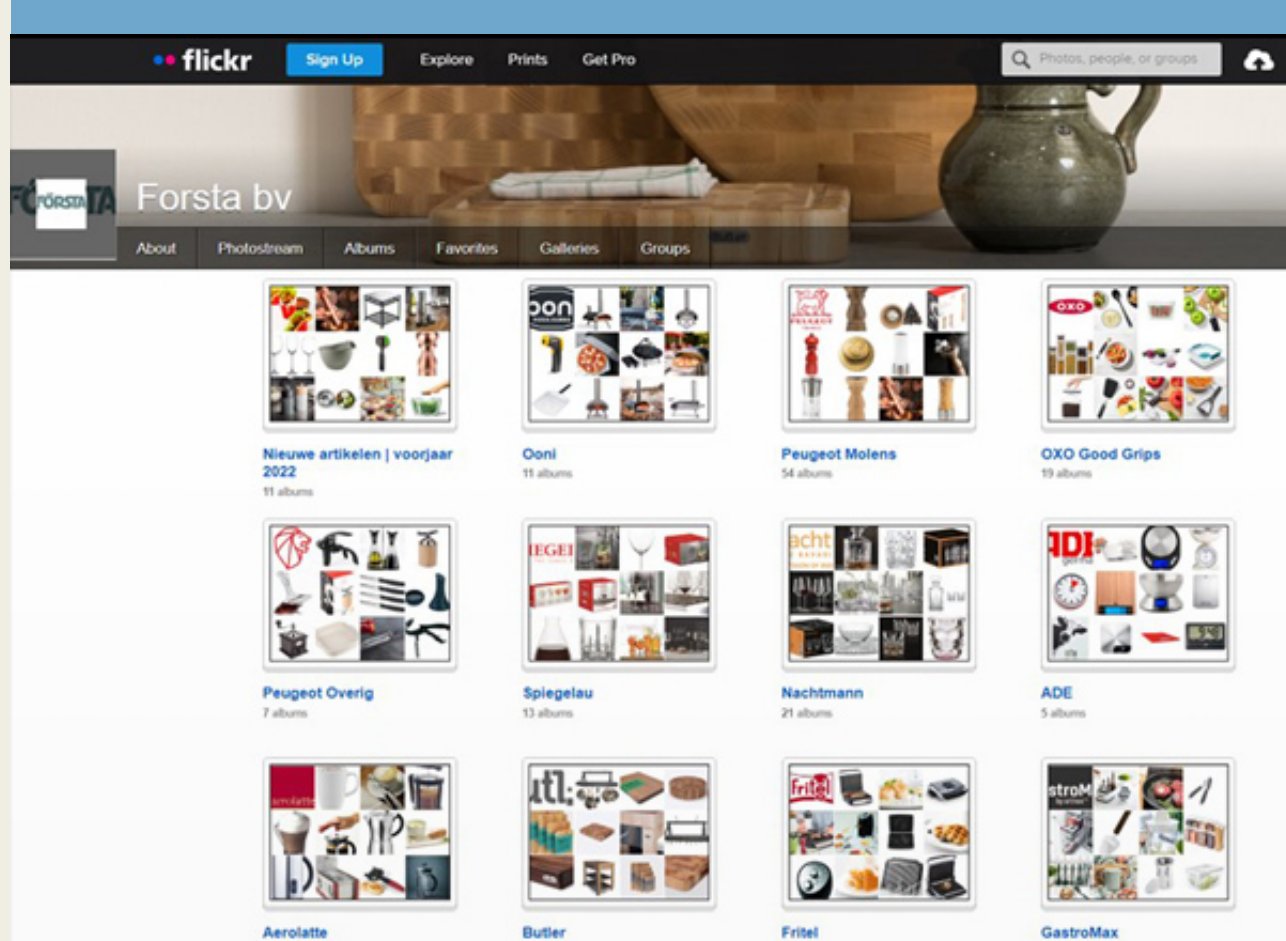 flickr Sign Up Explore Prints Get Pro Photos, people, or groups
FÖRSTA
Forsta bv
About Photostream Albums Favorites Galleries Groups
Nieuwe artikelen | voorjaar
2022
11 albums
Ooni
11 albums
Peugeot Molens
54 albums
OXO Good Grips
19 albums
Peugeot Overig
7 albums
Spiegelau
13 albums
Nachtmann
21 albums
ADE
5 albums
Aerolatte
Butler
Fritel
GastroMax